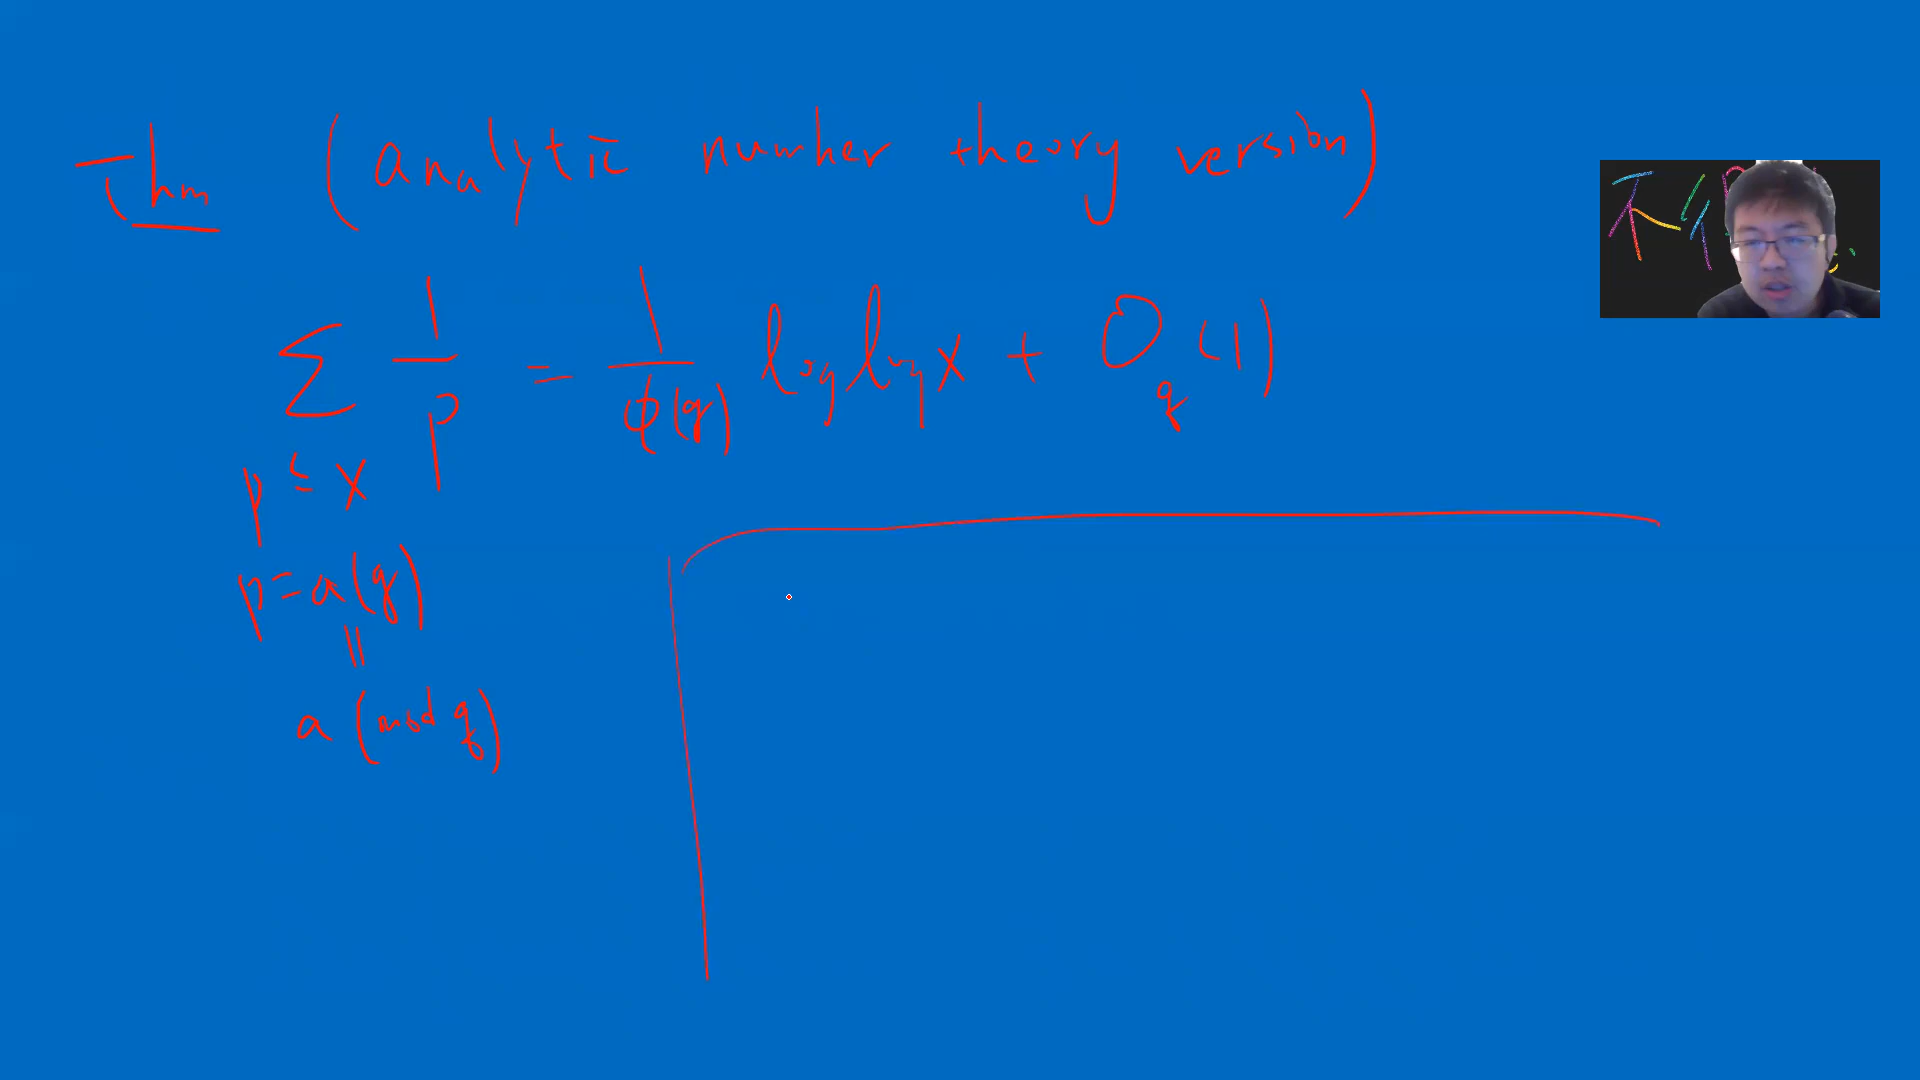 Thm (analytic number theory version)
∑ 1/p = 1/φ(q) log log x + O_q(1)
p ≤ x
p = a(q)
||
a (mod q)